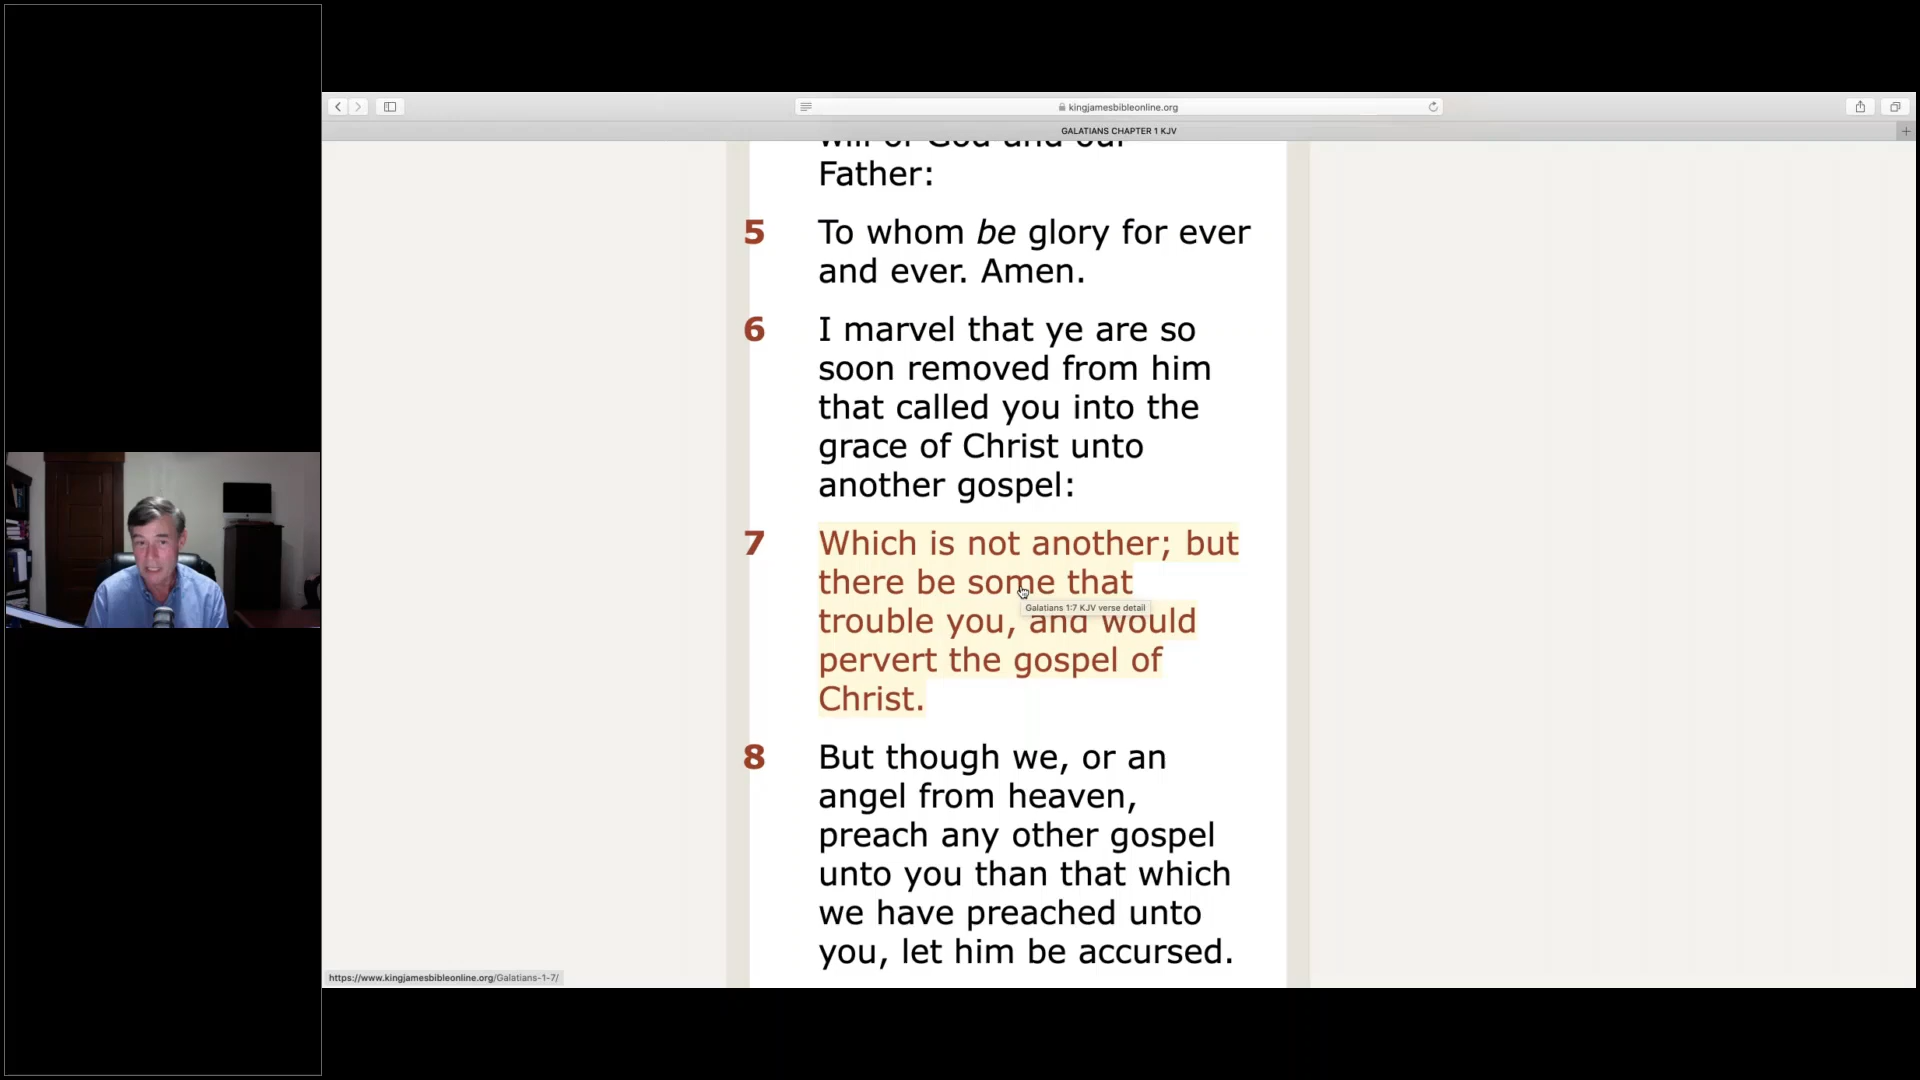 kingjamesbibleonline.org
GALATIANS CHAPTER 1 KJV
will of God and our
Father:
5 To whom be glory for ever
and ever. Amen.
6 I marvel that ye are so
soon removed from him
that called you into the
grace of Christ unto
another gospel:
7 Which is not another; but
there be some that
Galatians 1:7 KJV verse detail
trouble you, and would
pervert the gospel of
Christ.
8 But though we, or an
angel from heaven,
preach any other gospel
unto you than that which
we have preached unto
you, let him be accursed.
https://www.kingjamesbibleonline.org/Galatians-1-7/